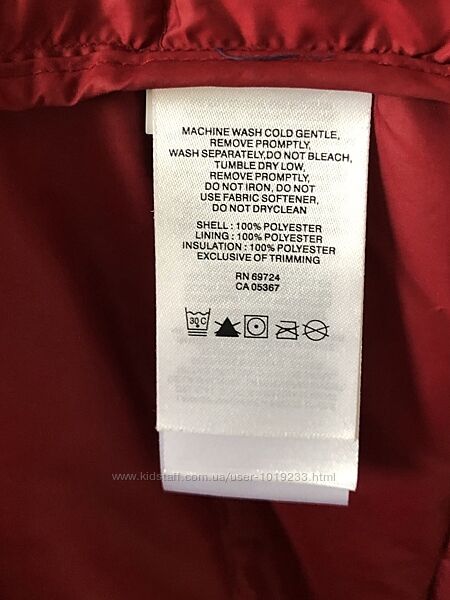 MACHINE WASH COLD GENTLE,
REMOVE PROMPTLY,
WASH SEPARATELY,DO NOT BLEACH,
TUMBLE DRY LOW,
REMOVE PROMPTLY,
DO NOT IRON, DO NOT
USE FABRIC SOFTENER,
DO NOT DRYCLEAN
SHELL : 100% POLYESTER
LINING : 100% POLYESTER
INSULATION : 100% POLYESTER
EXCLUSIVE OF TRIMMING
RN 69724
CA 05367
30C
www.kidstaff.com.ua/user-1019233.html